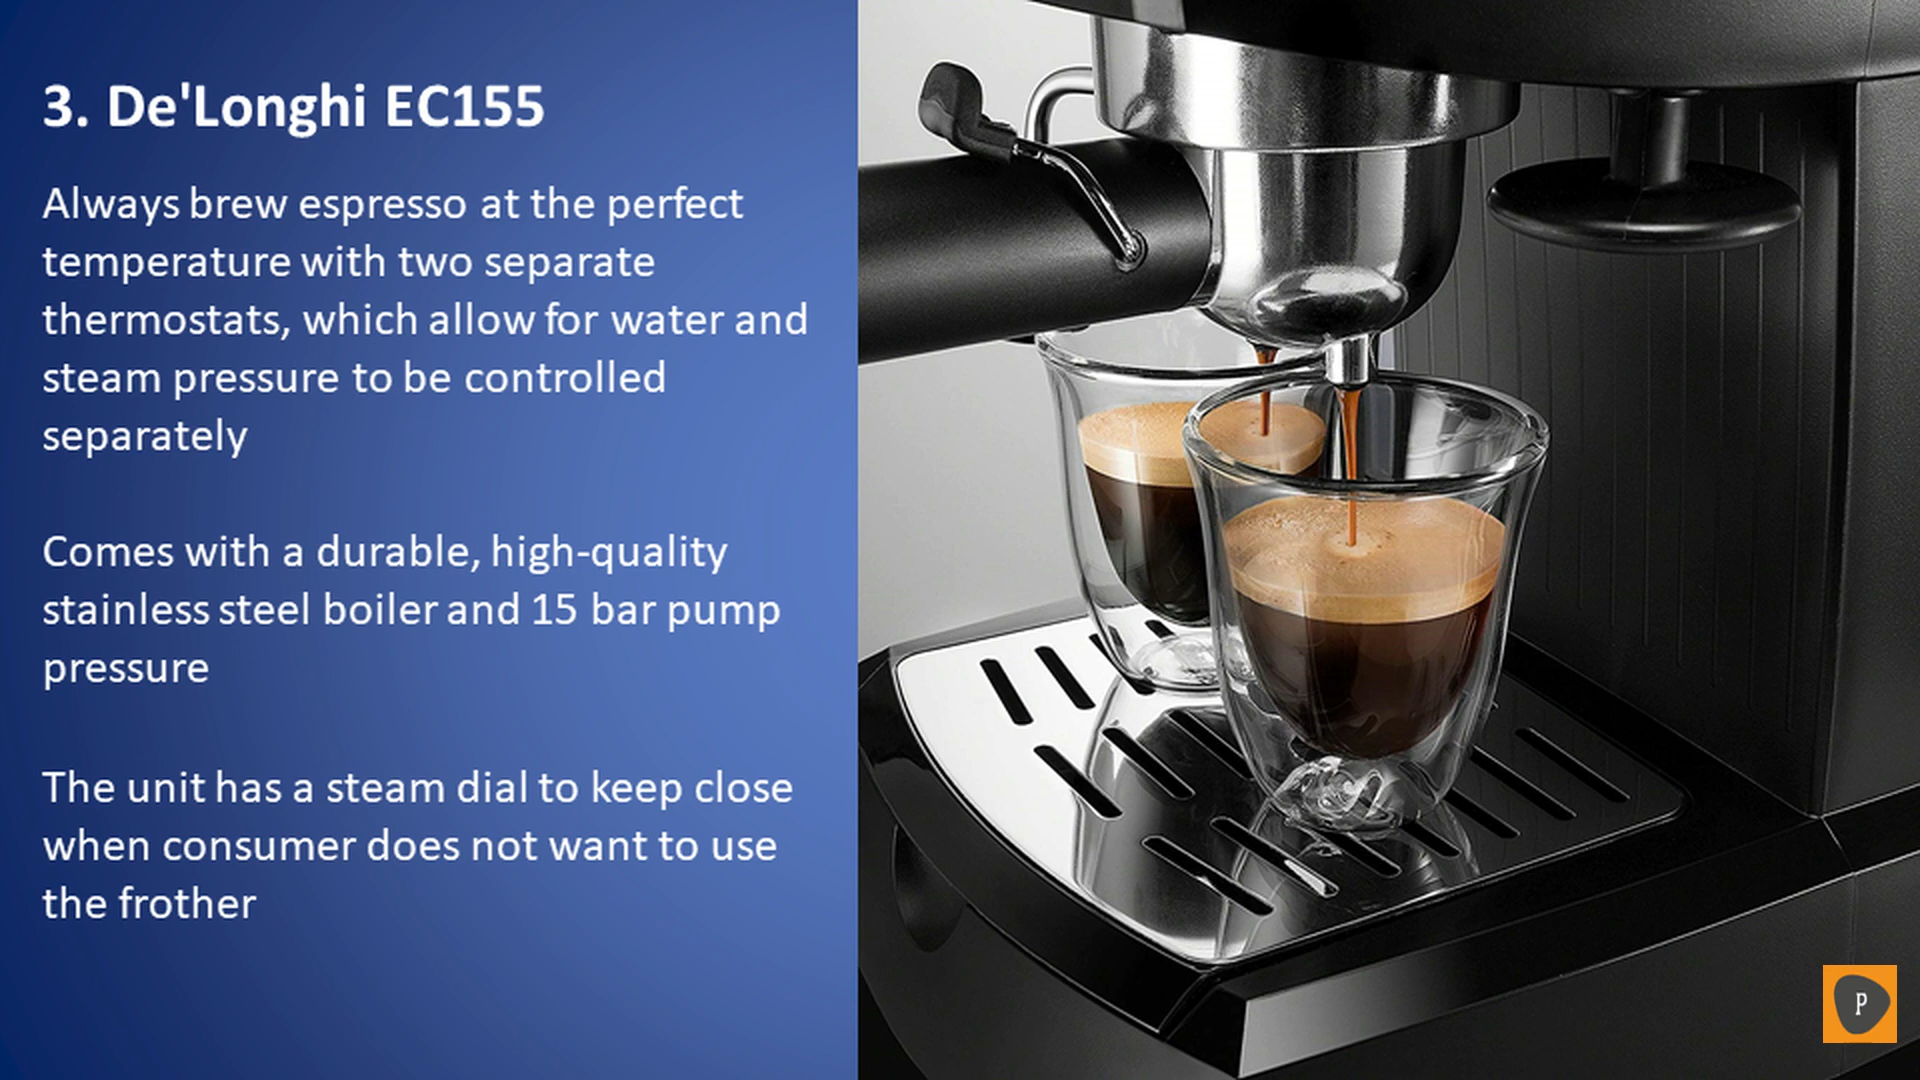 3. De'Longhi EC155
Always brew espresso at the perfect
temperature with two separate
thermostats, which allow for water and
steam pressure to be controlled
separately
Comes with a durable, high-quality
stainless steel boiler and 15 bar pump
pressure
The unit has a steam dial to keep close
when consumer does not want to use
the frother
P